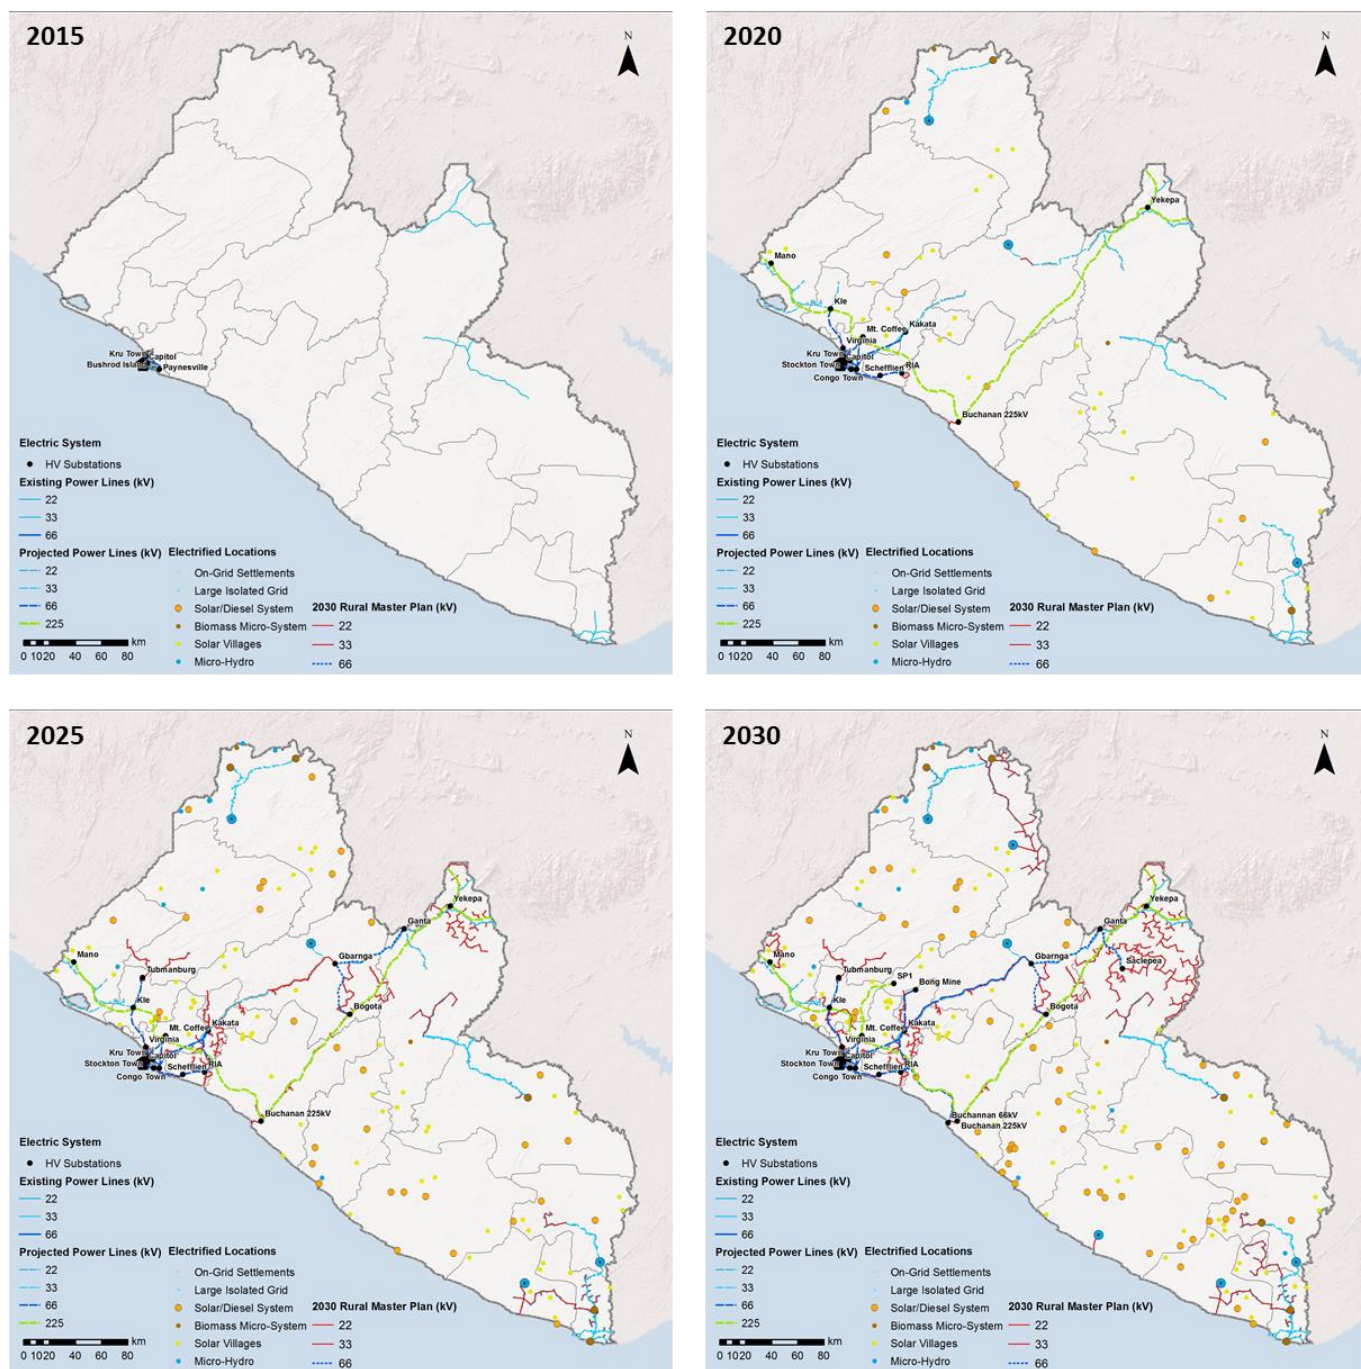 2015
N
Kru Town
Capitol
Bushrod Island
Paynesville
Electric System
HV Substations
Existing Power Lines (kV)
22
33
66
Projected Power Lines (kV)
22
33
66
225
0 10 20 40 60 80 km
Electrified Locations
On-Grid Settlements
Large Isolated Grid
Solar/Diesel System
Biomass Micro-System
Solar Villages
Micro-Hydro
2030 Rural Master Plan (kV)
22
33
66
2020
N
Yekepa
Mano
Kle
Mt. Coffee
Kakata
Virginia
Kru Town
Capitol
Stockton Town
Schefflien
RIA
Congo Town
Buchanan 225kV
Electric System
HV Substations
Existing Power Lines (kV)
22
33
66
Projected Power Lines (kV)
22
33
66
225
0 10 20 40 60 80 km
Electrified Locations
On-Grid Settlements
Large Isolated Grid
Solar/Diesel System
Biomass Micro-System
Solar Villages
Micro-Hydro
2030 Rural Master Plan (kV)
22
33
66
2025
N
Yekepa
Ganta
Gbarnga
Mano
Tubmanburg
Kle
Bogota
Mt. Coffee
Kakata
Virginia
Kru Town
Capitol
Stockton Town
Schefflien
RIA
Congo Town
Buchanan 225kV
Electric System
HV Substations
Existing Power Lines (kV)
22
33
66
Projected Power Lines (kV)
22
33
66
225
0 10 20 40 60 80 km
Electrified Locations
On-Grid Settlements
Large Isolated Grid
Solar/Diesel System
Biomass Micro-System
Solar Villages
Micro-Hydro
2030 Rural Master Plan (kV)
22
33
66
2030
N
Yekepa
Ganta
Gbarnga
Saclepea
Mano
Tubmanburg
SP1
Bong Mine
Kle
Bogota
Mt. Coffee
Kakata
Virginia
Kru Town
Capitol
Stockton Town
Schefflien
RIA
Congo Town
Buchannan 66kV
Buchanan 225kV
Electric System
HV Substations
Existing Power Lines (kV)
22
33
66
Projected Power Lines (kV)
22
33
66
225
0 10 20 40 60 80 km
Electrified Locations
On-Grid Settlements
Large Isolated Grid
Solar/Diesel System
Biomass Micro-System
Solar Villages
Micro-Hydro
2030 Rural Master Plan (kV)
22
33
66